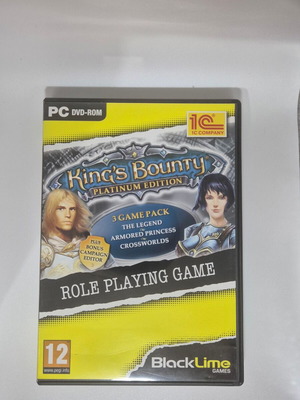 PC DVD-ROM
1C
1C COMPANY
King's Bounty
PLATINUM EDITION
3 GAME PACK
THE LEGEND
ARMORED PRINCESS
CROSSWORLDS
PLUS
BONUS
CAMPAIGN
EDITOR
ROLE PLAYING GAME
12
www.pegi.info
BlackLime
GAMES